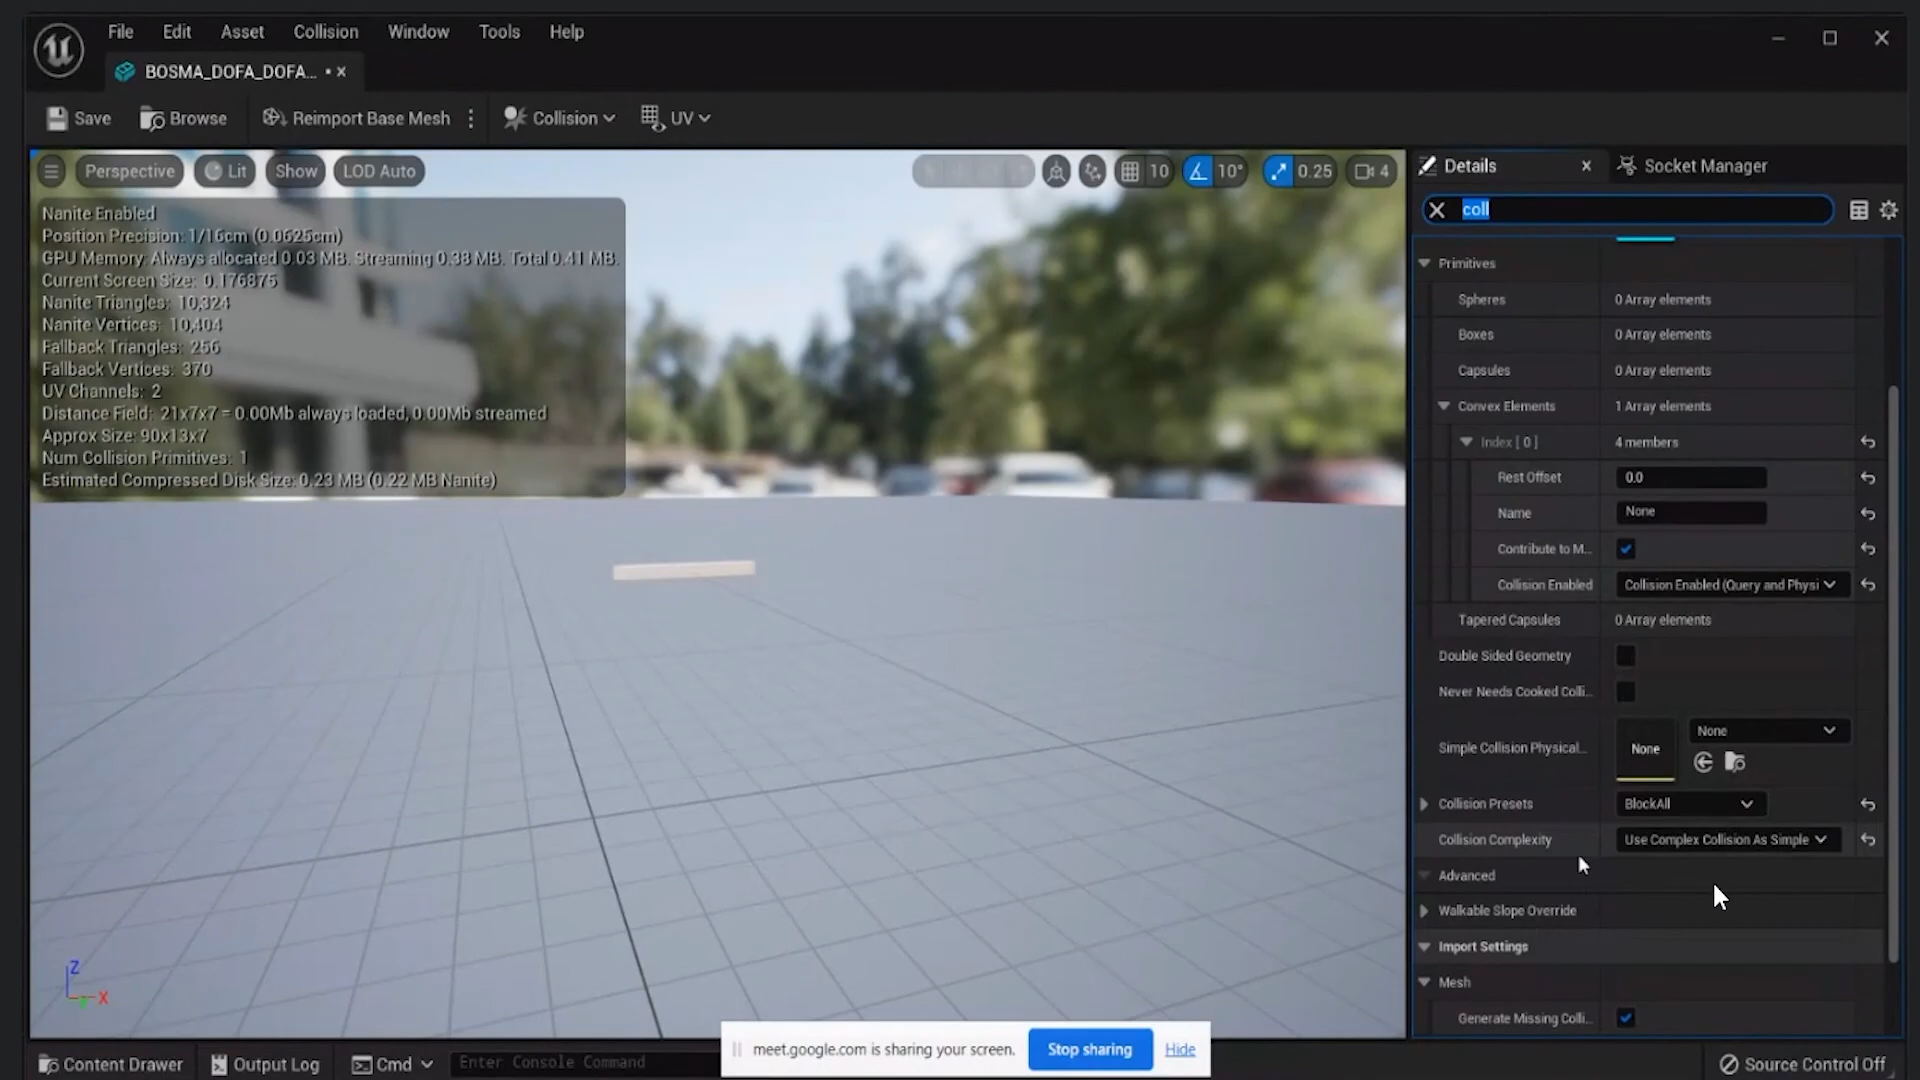 File Edit Asset Collision Window Tools Help
BOSMA_DOFA_DOFA... •
Save Browse Reimport Base Mesh Collision UV
Perspective Lit Show LOD Auto 10 10° 0.25 4
Nanite Enabled
Position Precision: 1/16cm (0.0625cm)
GPU Memory: Always allocated 0.03 MB. Streaming 0.38 MB. Total 0.41 MB.
Current Screen Size: 0.176875
Nanite Triangles: 10,324
Nanite Vertices: 10,404
Fallback Triangles: 256
Fallback Vertices: 370
UV Channels: 2
Distance Field: 21x7x7 = 0.00Mb always loaded, 0.00Mb streamed
Approx Size: 90x13x7
Num Collision Primitives: 1
Estimated Compressed Disk Size: 0.23 MB (0.22 MB Nanite)
Z
X
Details Socket Manager
coll
Primitives
Spheres 0 Array elements
Boxes 0 Array elements
Capsules 0 Array elements
Convex Elements 1 Array elements
Index [ 0 ] 4 members
Rest Offset 0.0
Name None
Contribute to M...
Collision Enabled Collision Enabled (Query and Physi
Tapered Capsules 0 Array elements
Double Sided Geometry
Never Needs Cooked Colli...
Simple Collision Physical... None None
Collision Presets BlockAll
Collision Complexity Use Complex Collision As Simple
Advanced
Walkable Slope Override
Import Settings
Mesh
Generate Missing Colli...
meet.google.com is sharing your screen. Stop sharing Hide
Content Drawer Output Log Cmd Enter Console Command Source Control Off